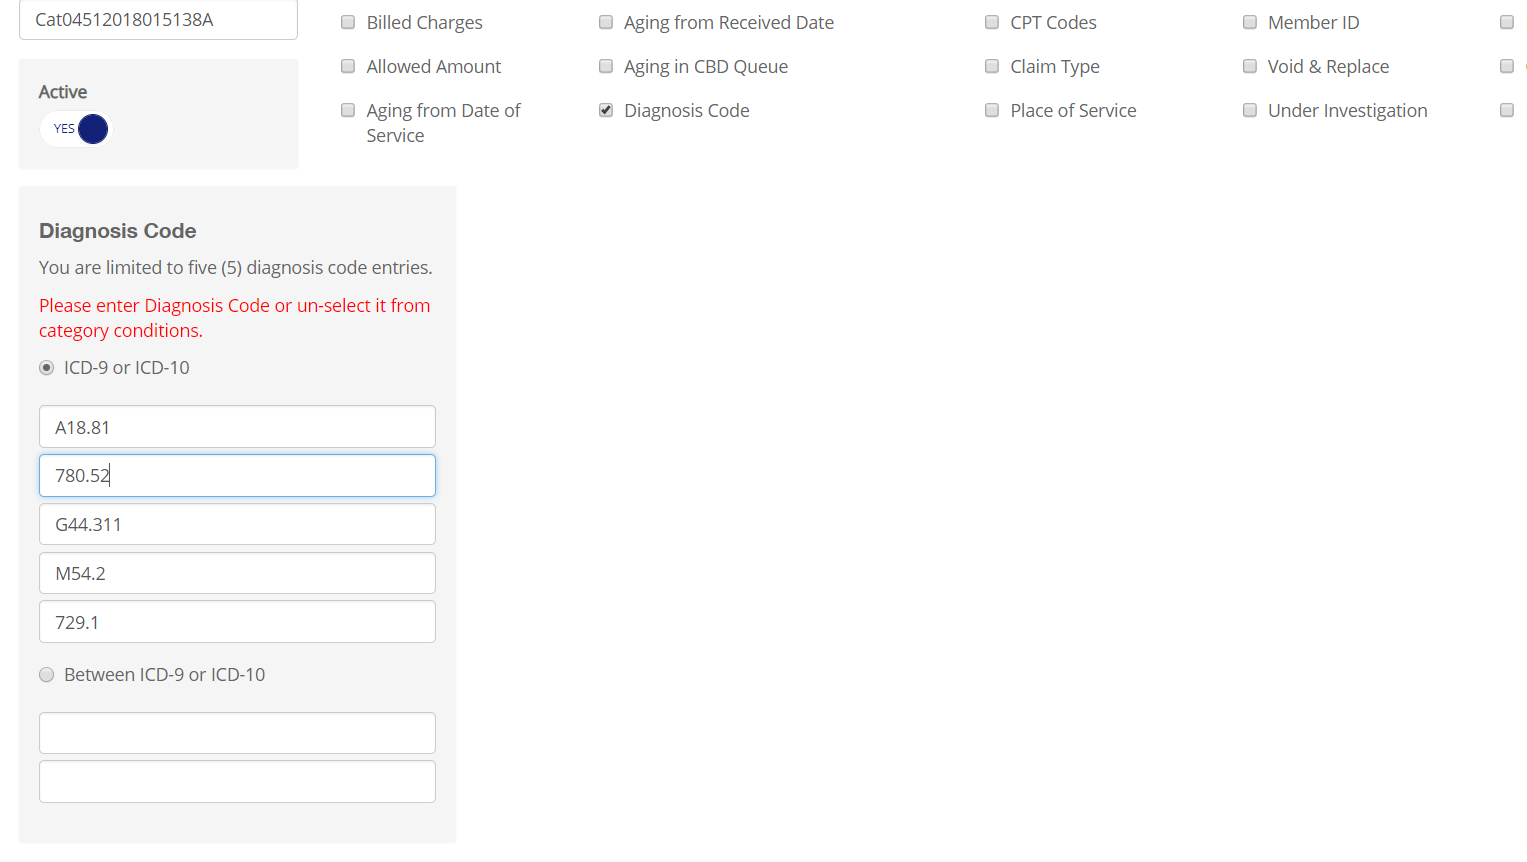 Cat04512018015138A
Billed Charges
Aging from Received Date
CPT Codes
Member ID
Allowed Amount
Aging in CBD Queue
Claim Type
Void & Replace
Aging from Date of
Service
Diagnosis Code
Place of Service
Under Investigation
Active
YES
Diagnosis Code
You are limited to five (5) diagnosis code entries.
Please enter Diagnosis Code or un-select it from
category conditions.
ICD-9 or ICD-10
A18.81
780.52
G44.311
M54.2
729.1
Between ICD-9 or ICD-10